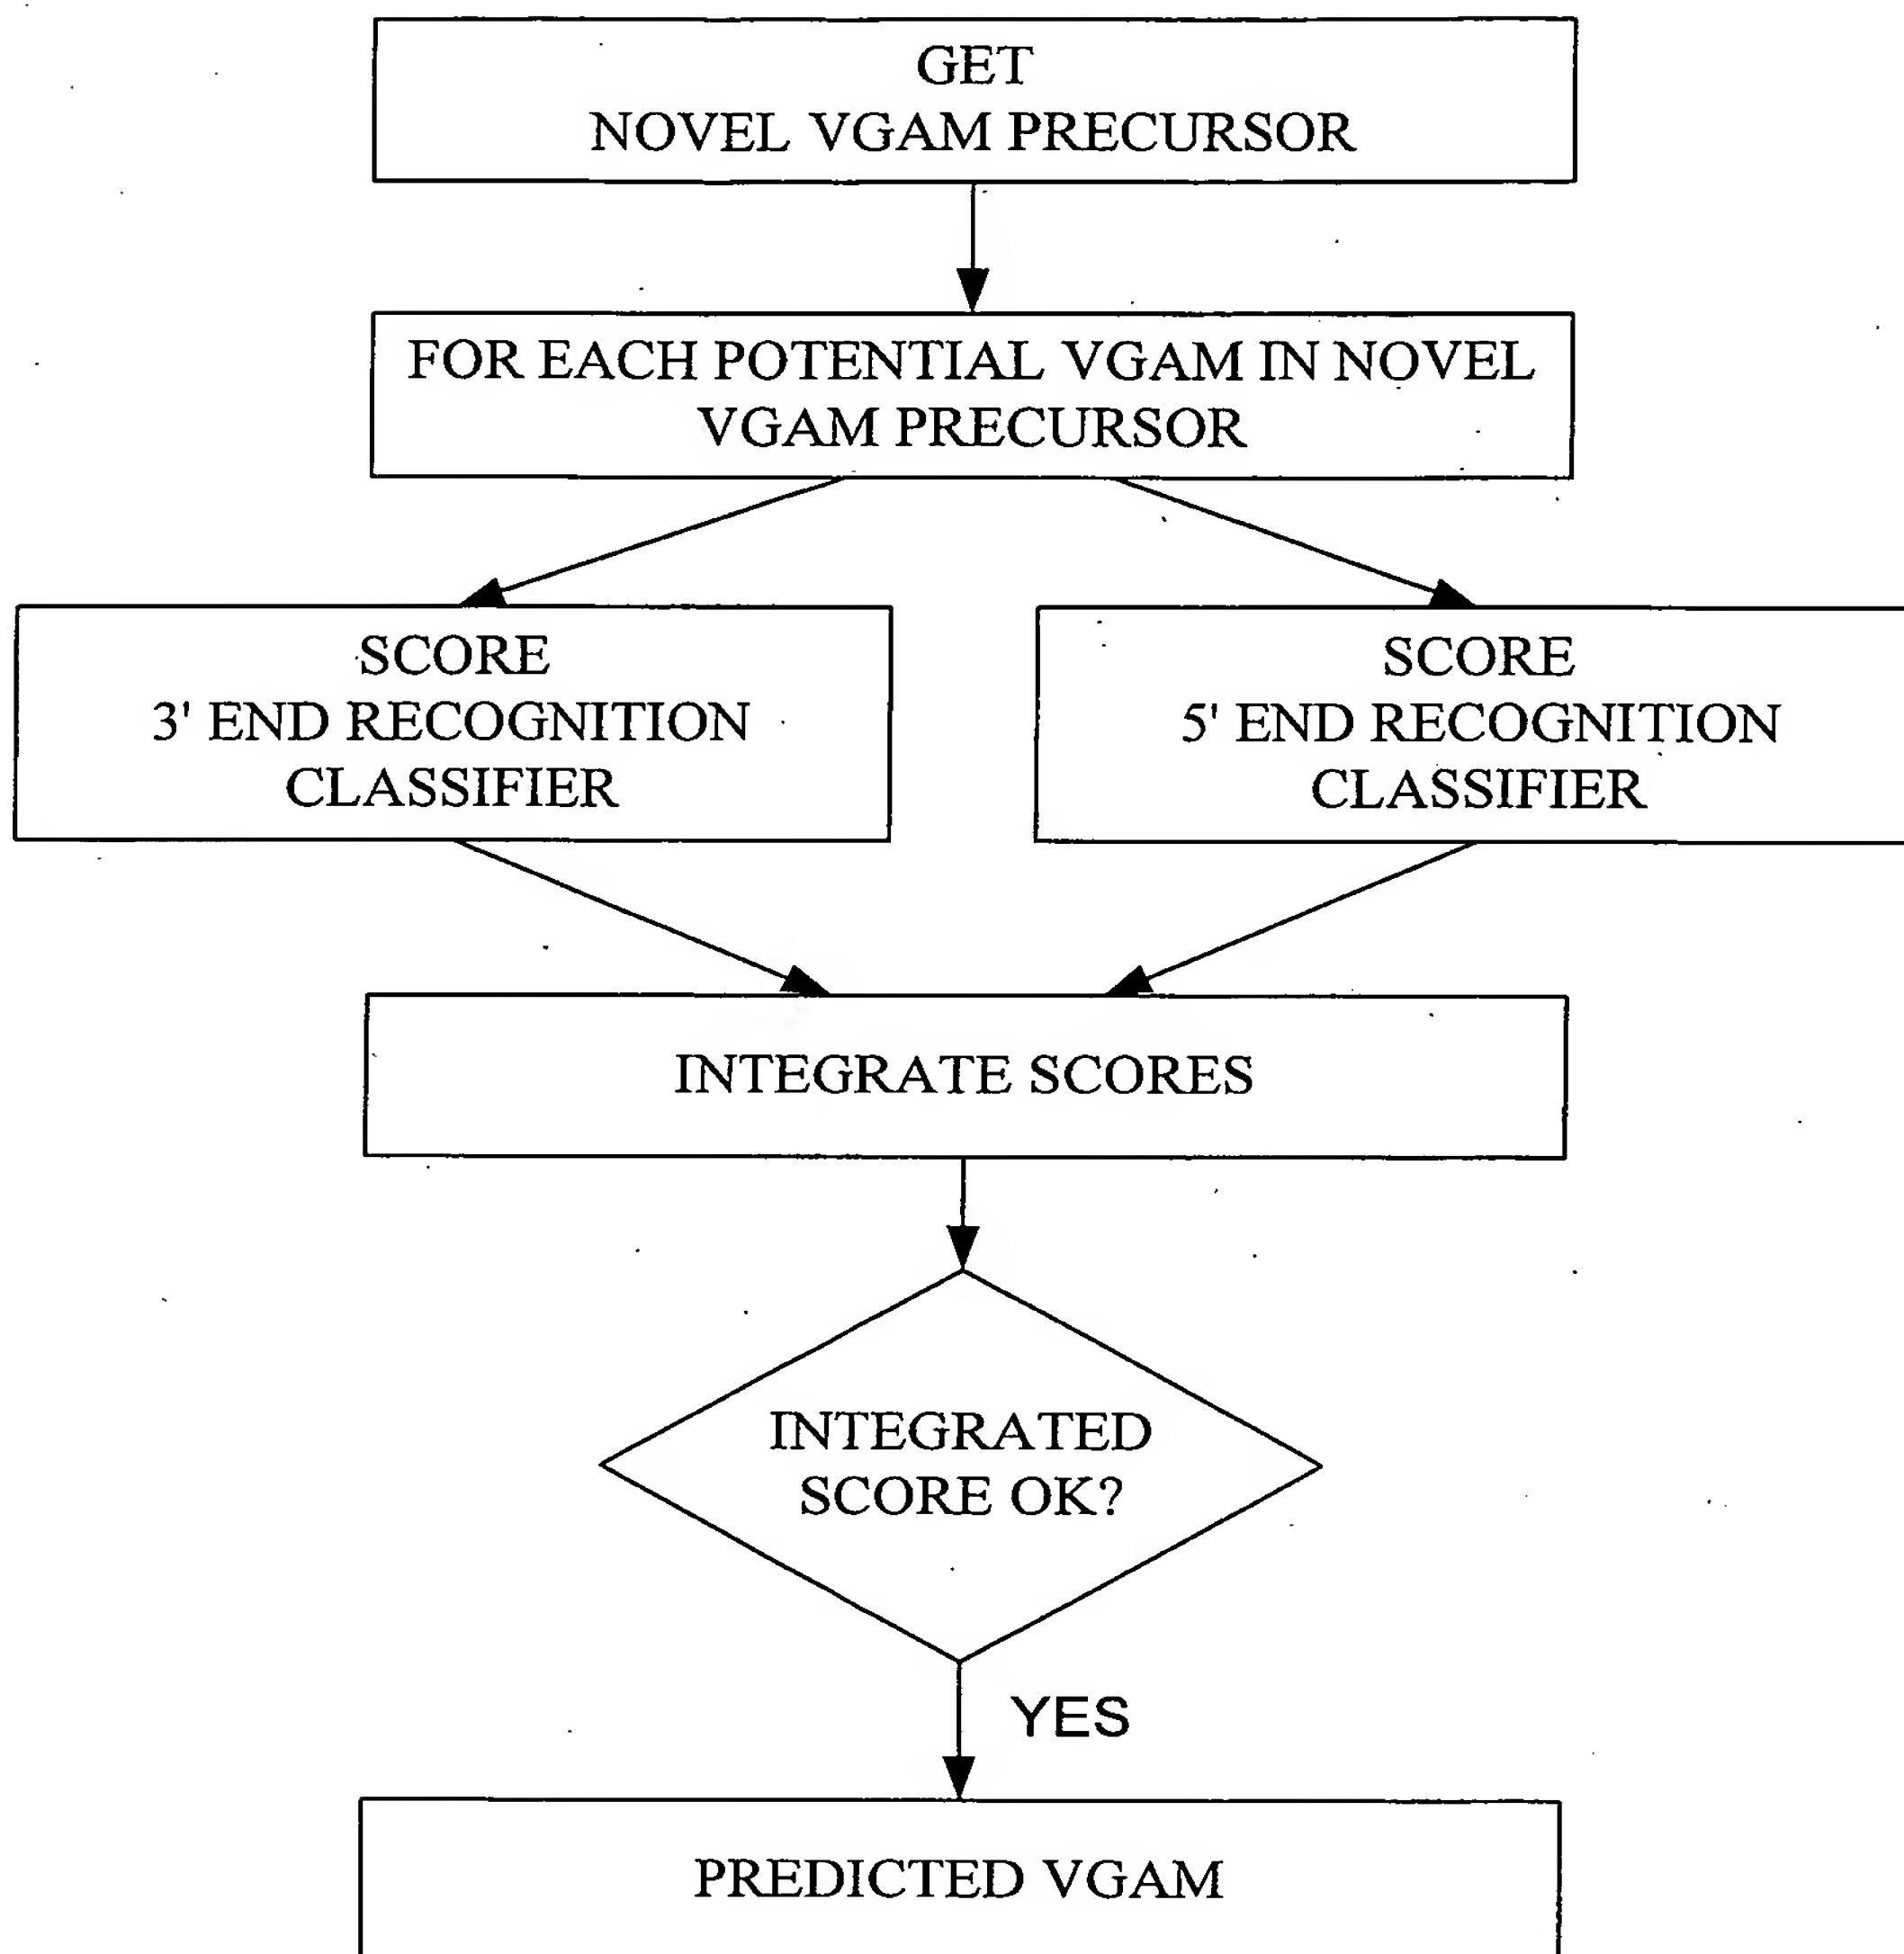 GET
NOVEL VGAM PRECURSOR
FOR EACH POTENTIAL VGAM IN NOVEL
VGAM PRECURSOR
SCORE
3' END RECOGNITION
CLASSIFIER
SCORE
5' END RECOGNITION
CLASSIFIER
INTEGRATE SCORES
INTEGRATED
SCORE OK?
YES
PREDICTED VGAM